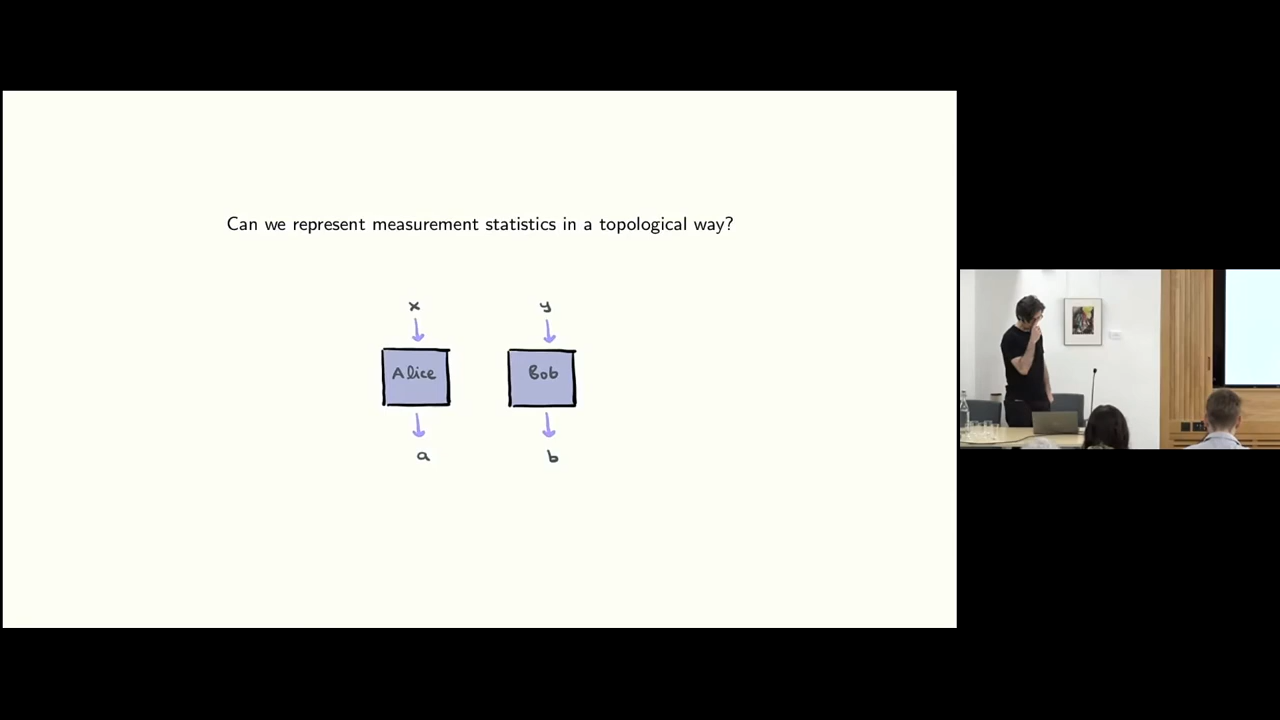 Can we represent measurement statistics in a topological way?
x y
Alice Bob
a b